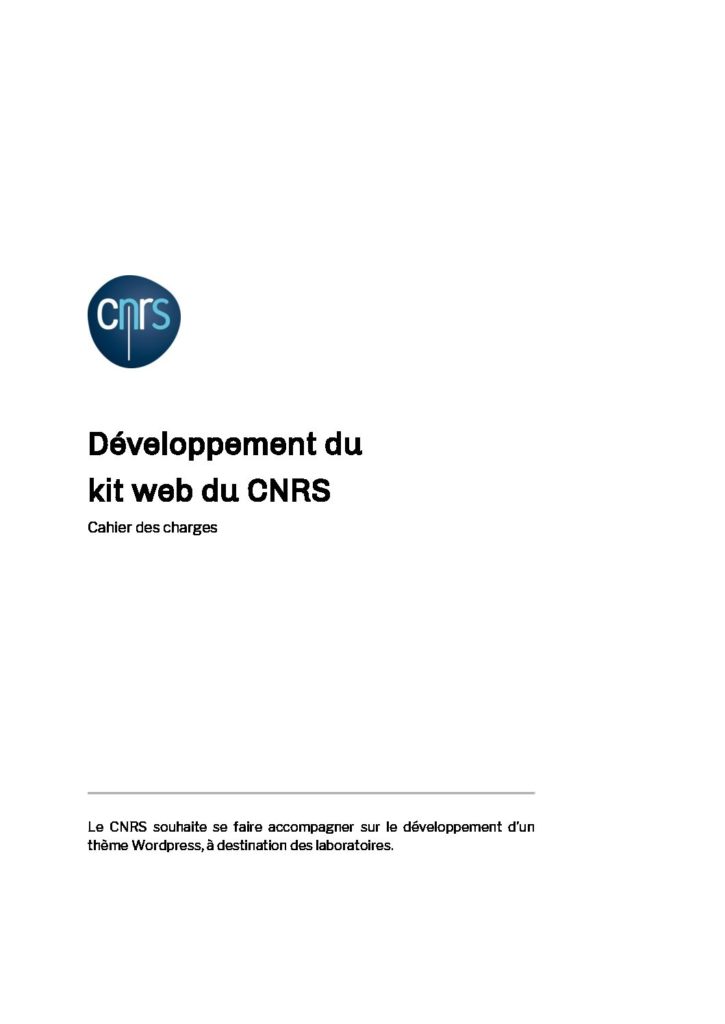 cnrs
Développement du
kit web du CNRS
Cahier des charges
Le CNRS souhaite se faire accompagner sur le développement d'un
thème Wordpress, à destination des laboratoires.